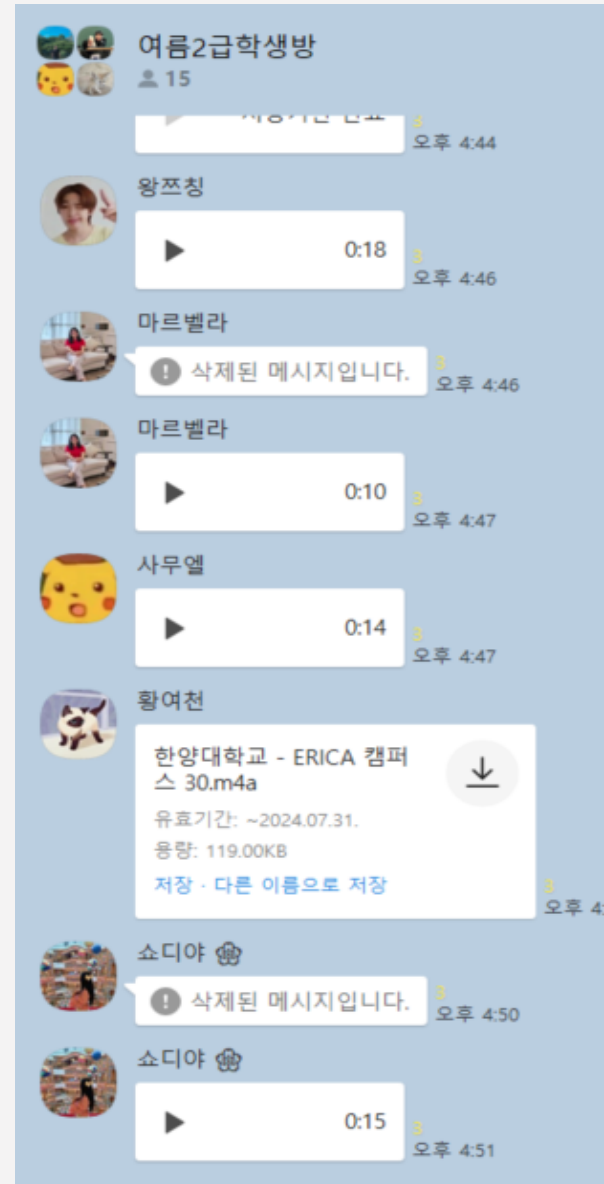 여름2급학생방
15
3
오후 4:44
왕쯔칭
0:18
3
오후 4:46
마르벨라
삭제된 메시지입니다.
3
오후 4:46
마르벨라
0:10
3
오후 4:47
사무엘
0:14
3
오후 4:47
황여천
한양대학교 - ERICA 캠퍼
스 30.m4a
유효기간: ~2024.07.31.
용량: 119.00KB
저장 · 다른 이름으로 저장
3
오후 4:
쇼디야
삭제된 메시지입니다.
3
오후 4:50
쇼디야
0:15
3
오후 4:51